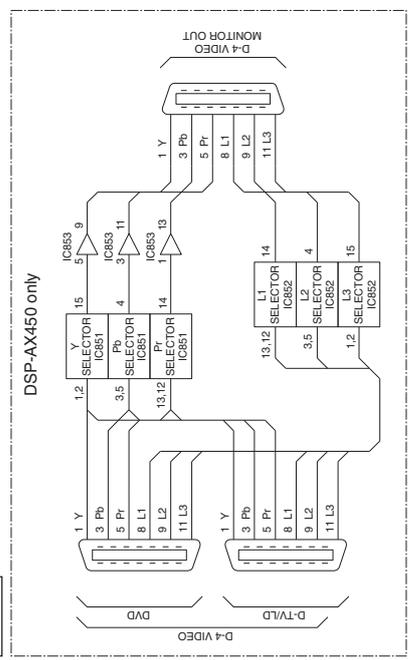 DSP-AX450 only
D-4 VIDEO
MONITOR OUT
1 Y
3 Pb
5 Pr
8 L1
9 L2
11 L3
IC853
5 9
IC853
3 11
IC853
1 13
15
4
14
Y
SELECTOR
IC851
Pb
SELECTOR
IC851
Pr
SELECTOR
IC851
1,2
3,5
13,12
14
4
15
L1
SELECTOR
IC852
L2
SELECTOR
IC852
L3
SELECTOR
IC852
13,12
3,5
1,2
1 Y
3 Pb
5 Pr
8 L1
9 L2
11 L3
1 Y
3 Pb
5 Pr
8 L1
9 L2
11 L3
DVD
D-TV/LD
D-4 VIDEO